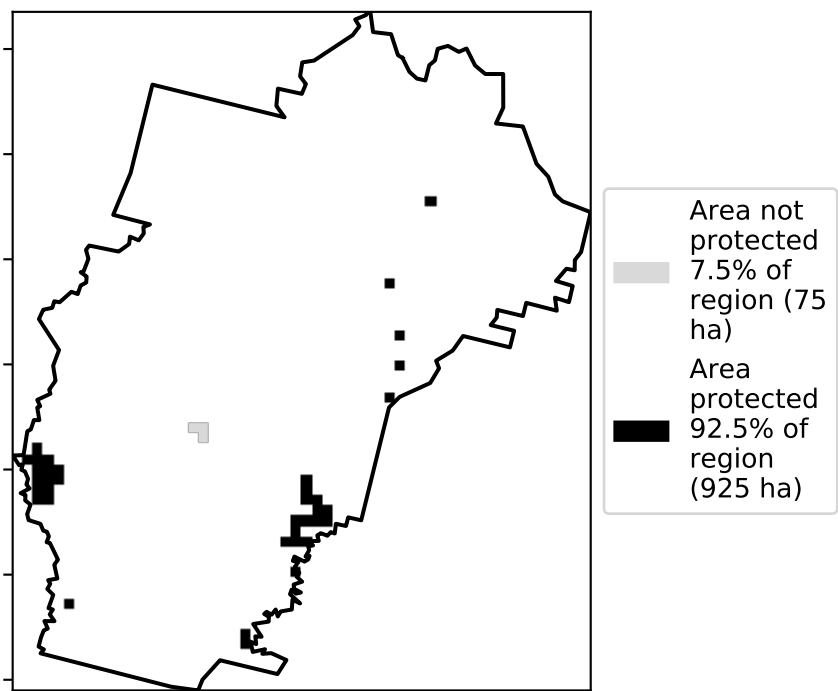 Area not
protected
7.5% of
region (75
ha)
Area
protected
92.5% of
region
(925 ha)